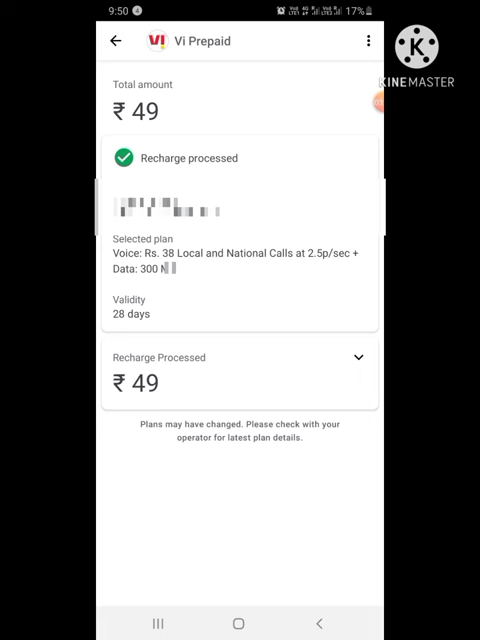 9:50 4 17%
KINEMASTER
VI Vi Prepaid
Total amount
₹ 49
Recharge processed
Selected plan
Voice: Rs. 38 Local and National Calls at 2.5p/sec +
Data: 300
Validity
28 days
Recharge Processed
₹ 49
Plans may have changed. Please check with your
operator for latest plan details.